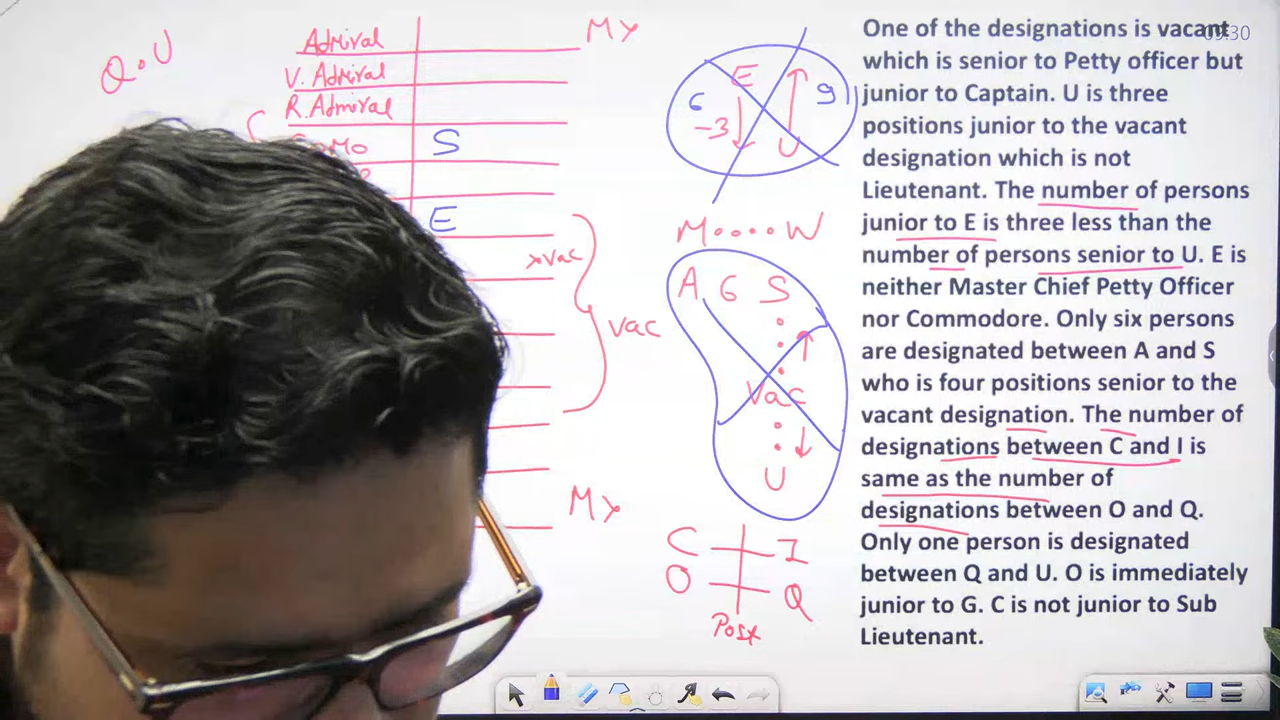 Q . U
Admiral
V. Admiral
R. Admiral
S
E
xVac
Vac
My
My
E
6
-3
9
U
M . . . . W
A 6 S
Vac
U
C I
O Q
Post
09:30
One of the designations is vacant
which is senior to Petty officer but
junior to Captain. U is three
positions junior to the vacant
designation which is not
Lieutenant. The number of persons
junior to E is three less than the
number of persons senior to U. E is
neither Master Chief Petty Officer
nor Commodore. Only six persons
are designated between A and S
who is four positions senior to the
vacant designation. The number of
designations between C and I is
same as the number of
designations between O and Q.
Only one person is designated
between Q and U. O is immediately
junior to G. C is not junior to Sub
Lieutenant.